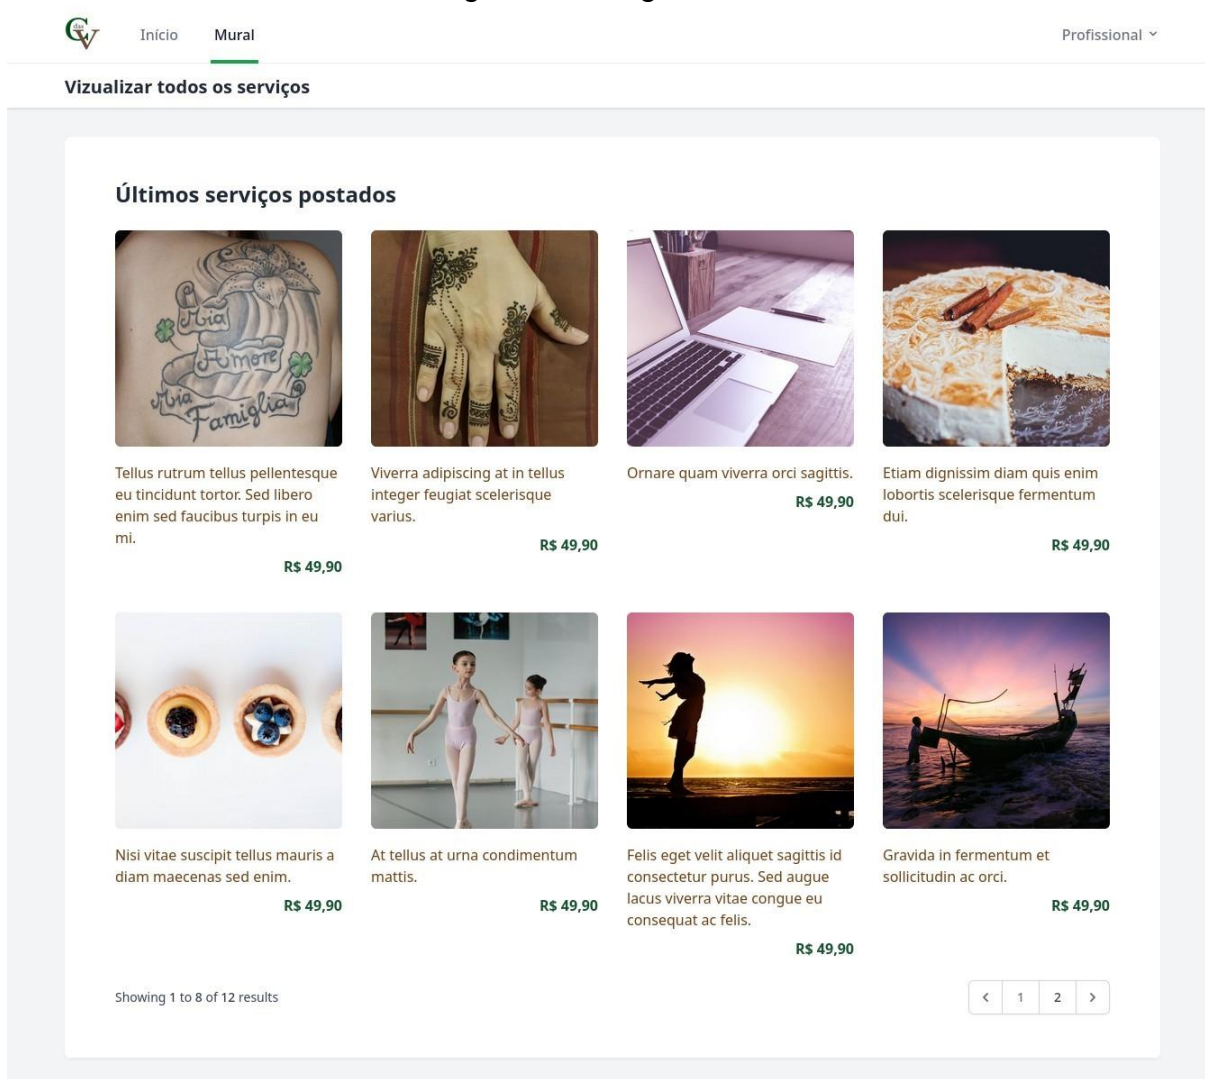 das
CV
Início
Mural
Profissional
Vizualizar todos os serviços
Últimos serviços postados
Mia
Amore
Mia
Famiglia
Tellus rutrum tellus pellentesque
eu tincidunt tortor. Sed libero
enim sed faucibus turpis in eu
mi.
R$ 49,90
Viverra adipiscing at in tellus
integer feugiat scelerisque
varius.
R$ 49,90
Ornare quam viverra orci sagittis.
R$ 49,90
Etiam dignissim diam quis enim
lobortis scelerisque fermentum
dui.
R$ 49,90
Nisi vitae suscipit tellus mauris a
diam maecenas sed enim.
R$ 49,90
At tellus at urna condimentum
mattis.
R$ 49,90
Felis eget velit aliquet sagittis id
consectetur purus. Sed augue
lacus viverra vitae congue eu
consequat ac felis.
R$ 49,90
Gravida in fermentum et
sollicitudin ac orci.
R$ 49,90
Showing 1 to 8 of 12 results
1
2